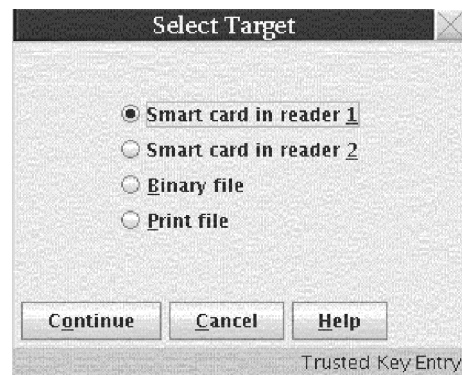 Select Target
Smart card in reader 1
Smart card in reader 2
Binary file
Print file
Continue Cancel Help
Trusted Key Entry